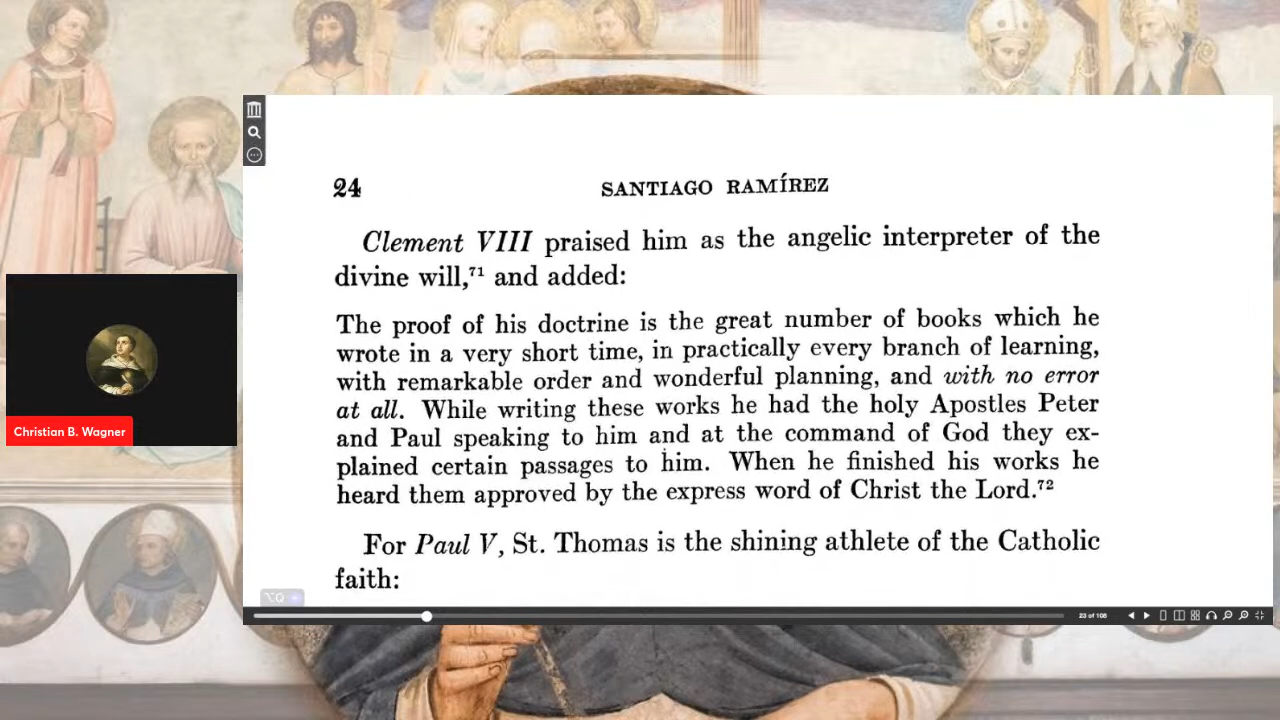 24 SANTIAGO RAMÍREZ
Clement VIII praised him as the angelic interpreter of the
divine will,⁷¹ and added:
The proof of his doctrine is the great number of books which he
wrote in a very short time, in practically every branch of learning,
with remarkable order and wonderful planning, and with no error
at all. While writing these works he had the holy Apostles Peter
and Paul speaking to him and at the command of God they ex-
plained certain passages to him. When he finished his works he
heard them approved by the express word of Christ the Lord.⁷²
For Paul V, St. Thomas is the shining athlete of the Catholic
faith:
Christian B. Wagner
⌥Q
23 of 108